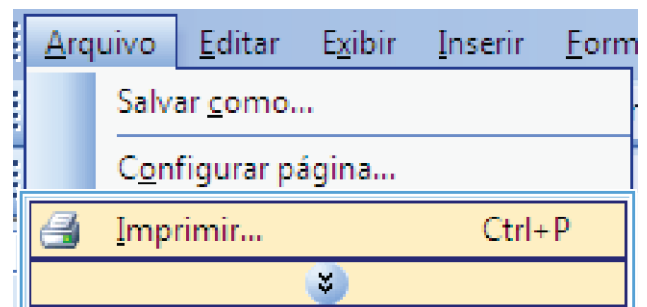 Arquivo Editar Exibir Inserir Form
Salvar como...
Configurar página...
Imprimir... Ctrl+P